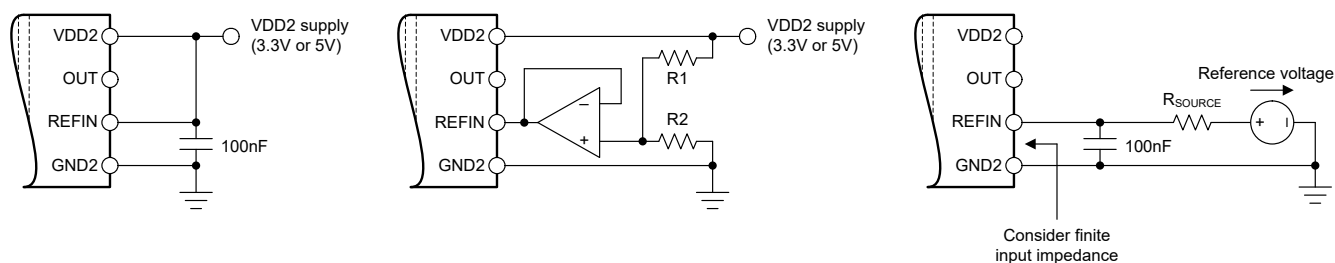 VDD2
OUT
REFIN
GND2
VDD2 supply
(3.3V or 5V)
100nF
VDD2
OUT
REFIN
GND2
VDD2 supply
(3.3V or 5V)
R1
R2
−
+
VDD2
OUT
REFIN
GND2
Reference voltage
RSOURCE
+
I
100nF
Consider finite
input impedance